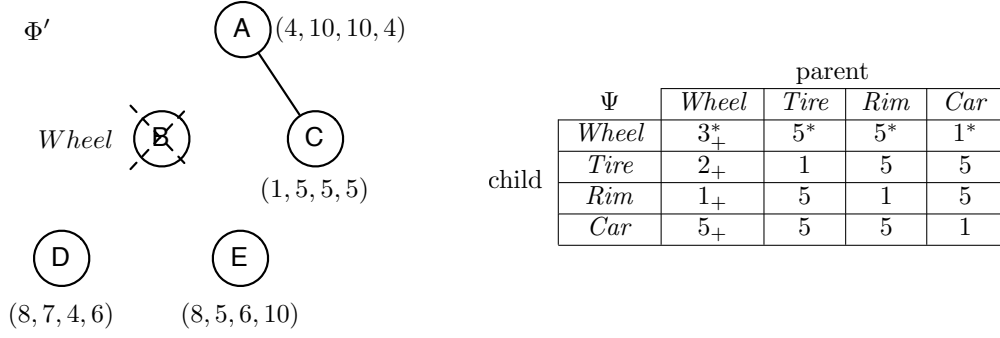 Φ′
A (4, 10, 10, 4)
Wheel B
C
(1, 5, 5, 5)
D
E
(8, 7, 4, 6)
(8, 5, 6, 10)
parent
Ψ Wheel Tire Rim Car
child
Wheel 3*₊ 5* 5* 1*
Tire 2₊ 1 5 5
Rim 1₊ 5 1 5
Car 5₊ 5 5 1